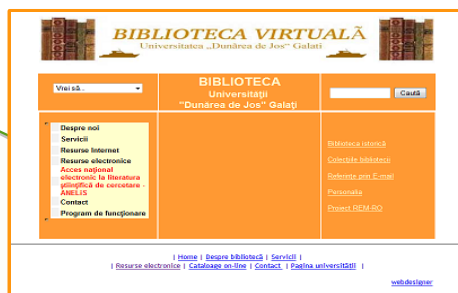 BIBLIOTECA VIRTUALĂ
Universitatea „Dunărea de Jos" Galati
Vrei să...
BIBLIOTECA
Universităţii
"Dunărea de Jos" Galaţi
Caută
Despre noi
Servicii
Resurse Internet
Resurse electronice
Acces naţional
electronic la literatura
ştiinţifică de cercetare -
ANELiS
Contact
Program de funcţionare
Biblioteca istorică
Colecţiile bibliotecii
Referinţe prin E-mail
Personalia
Proiect REM-RO
| Home | Despre bibliotecă | Servicii |
| Resurse electronice | Cataloage on-line | Contact | Pagina universităţii |
webdesigner